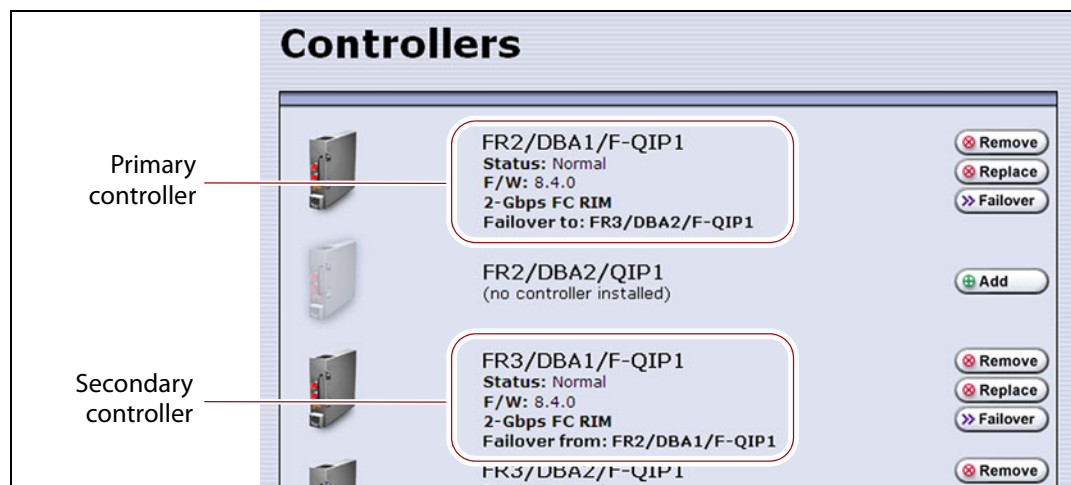 Controllers
Primary
controller
FR2/DBA1/F-QIP1
Status: Normal
F/W: 8.4.0
2-Gbps FC RIM
Failover to: FR3/DBA2/F-QIP1
Remove
Replace
Failover
FR2/DBA2/QIP1
(no controller installed)
Add
Secondary
controller
FR3/DBA1/F-QIP1
Status: Normal
F/W: 8.4.0
2-Gbps FC RIM
Failover from: FR2/DBA1/F-QIP1
Remove
Replace
Failover
FR3/DBA2/F-QIP1
Remove